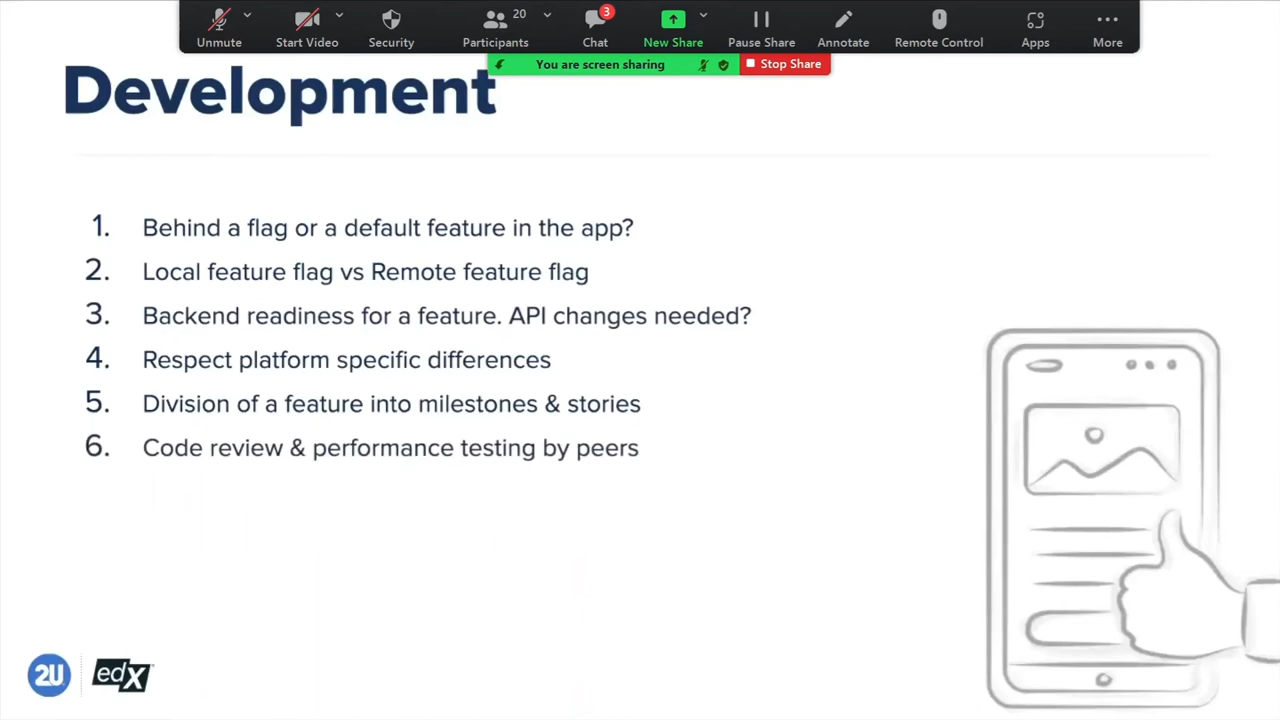 20
3
Unmute
Start Video
Security
Participants
Chat
New Share
Pause Share
Annotate
Remote Control
Apps
More
You are screen sharing
Stop Share
Development
1. Behind a flag or a default feature in the app?
2. Local feature flag vs Remote feature flag
3. Backend readiness for a feature. API changes needed?
4. Respect platform specific differences
5. Division of a feature into milestones & stories
6. Code review & performance testing by peers
2U
edX